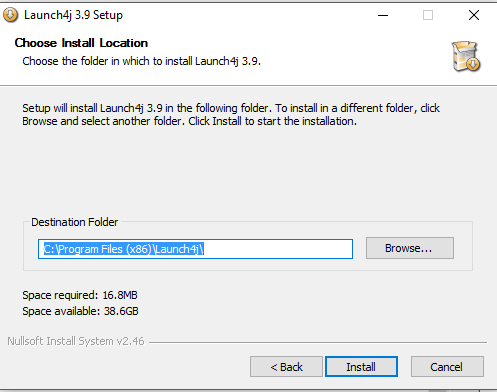 Launch4j 3.9 Setup
Choose Install Location
Choose the folder in which to install Launch4j 3.9.
Setup will install Launch4j 3.9 in the following folder. To install in a different folder, click
Browse and select another folder. Click Install to start the installation.
Destination Folder
C:\Program Files (x86)\Launch4j\
Browse...
Space required: 16.8MB
Space available: 38.6GB
Nullsoft Install System v2.46
< Back
Install
Cancel